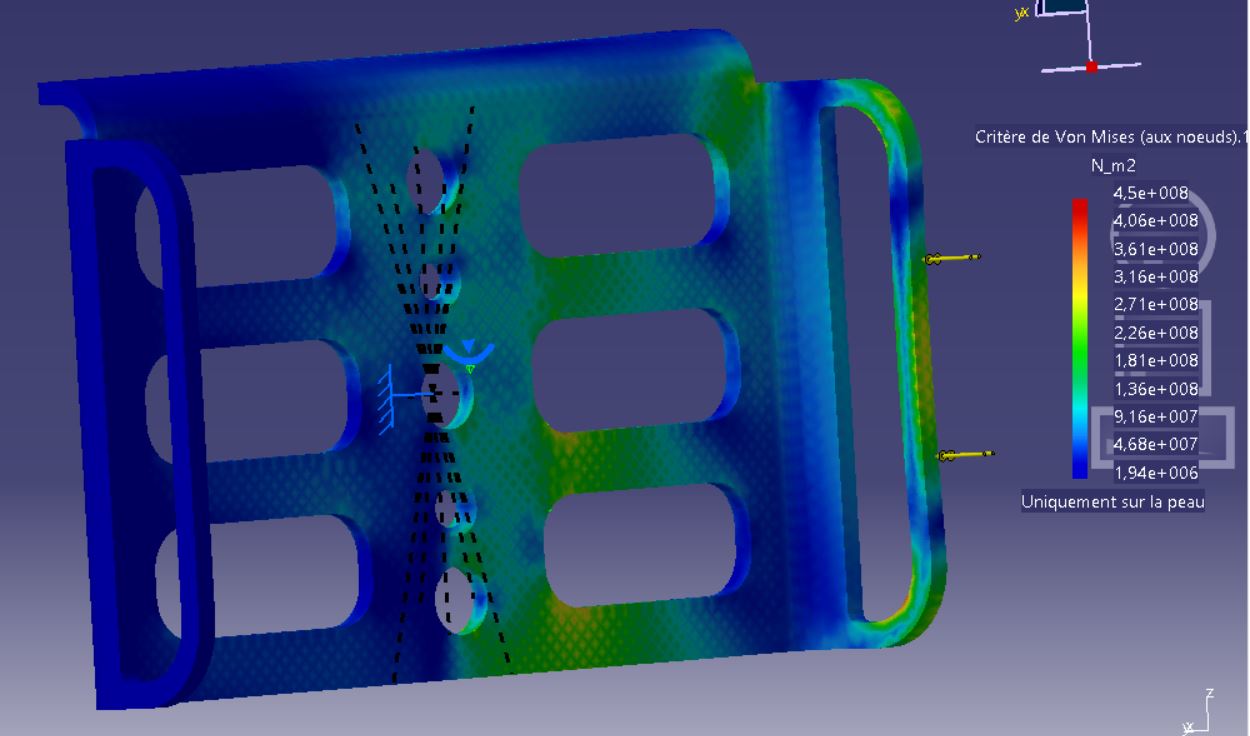 yx
Critère de Von Mises (aux noeuds).1
N_m2
4,5e+008
4,06e+008
3,61e+008
3,16e+008
2,71e+008
2,26e+008
1,81e+008
1,36e+008
9,16e+007
4,68e+007
1,94e+006
Uniquement sur la peau
z
yx